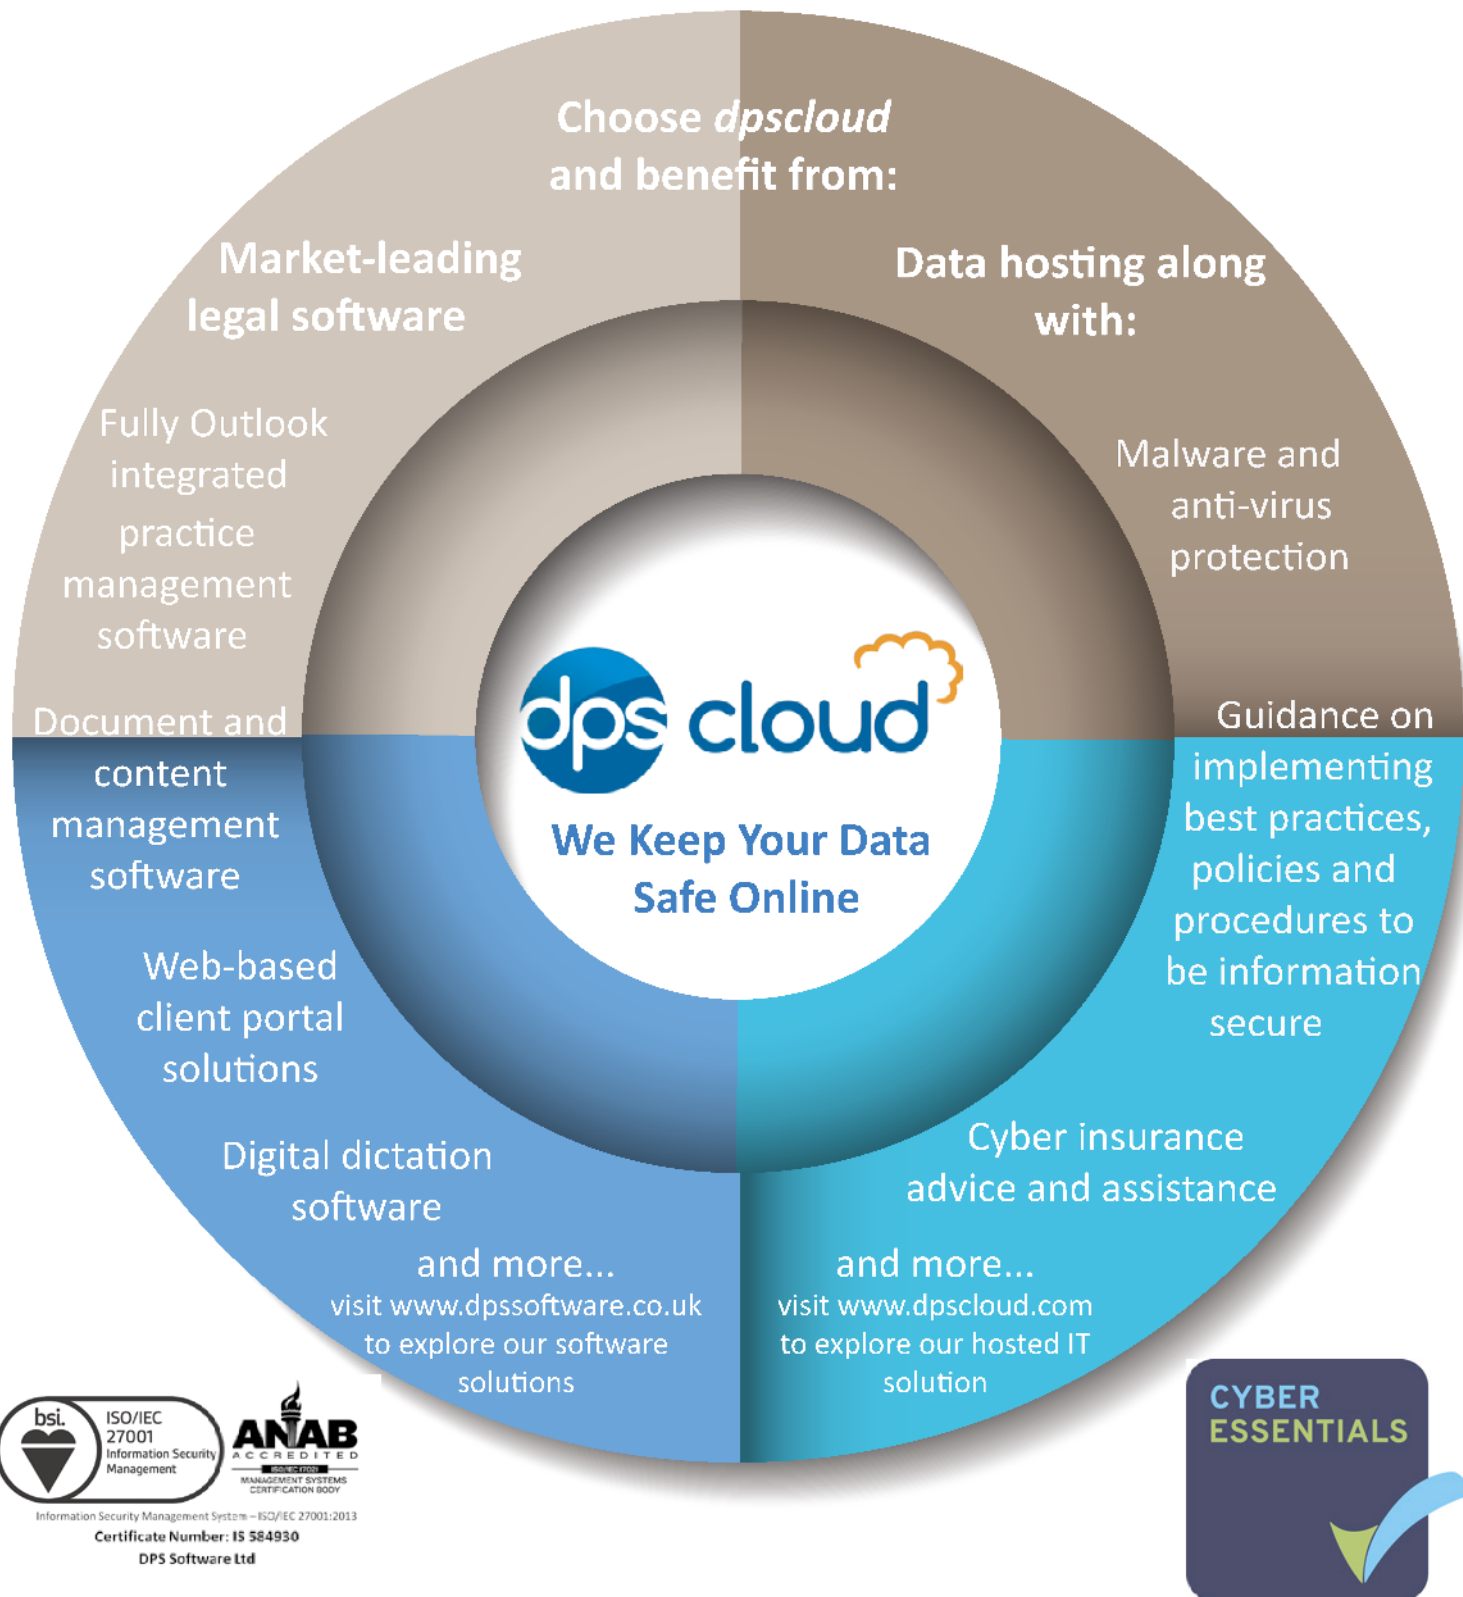 Choose dpscloud
and benefit from:
Market-leading
legal software
Fully Outlook
integrated
practice
management
software
Document and
content
management
software
Web-based
client portal
solutions
Digital dictation
software
and more...
visit www.dpssoftware.co.uk
to explore our software
solutions
Data hosting along
with:
Malware and
anti-virus
protection
Guidance on
implementing
best practices,
policies and
procedures to
be information
secure
Cyber insurance
advice and assistance
and more...
visit www.dpscloud.com
to explore our hosted IT
solution
dps cloud
We Keep Your Data
Safe Online
bsi.
ISO/IEC
27001
Information Security
Management
ANAB
ACCREDITED
ISO/IEC 17021
MANAGEMENT SYSTEMS
CERTIFICATION BODY
Information Security Management System – ISO/IEC 27001:2013
Certificate Number: IS 584930
DPS Software Ltd
CYBER
ESSENTIALS